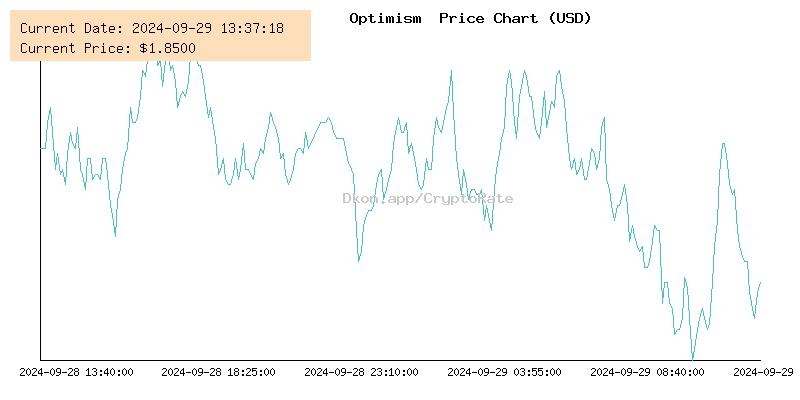 Optimism  Price Chart (USD)
Current Date: 2024-09-29 13:37:18
Current Price: $1.8500
Dkon.app/CryptoRate
2024-09-28 13:40:00 2024-09-28 18:25:00 2024-09-28 23:10:00 2024-09-29 03:55:00 2024-09-29 08:40:00 2024-09-29